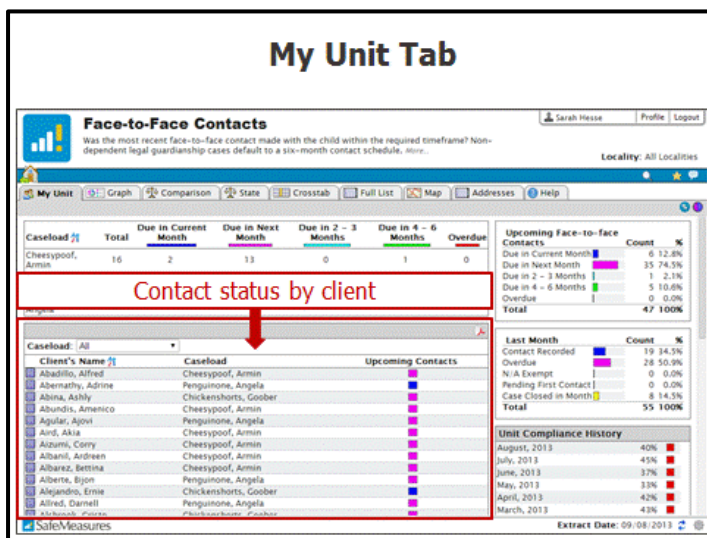 My Unit Tab
Face-to-Face Contacts
Was the most recent face-to-face contact made with the child within the required timeframe? Non-
dependent legal guardianship cases default to a six-month contact schedule. More..
Sarah Hesse Profile Logout
Locality: All Localities
My Unit Graph Comparison State Crosstab Full List Map Addresses Help
Caseload Total Due in Current Month Due in Next Month Due in 2 - 3 Months Due in 4 - 6 Months Overdue
Cheesypoof, Armin 16 2 13 0 1 0
Contact status by client
Angela
Caseload: All
Client's Name Caseload Upcoming Contacts
Abadillo, Alfred Cheesypoof, Armin
Abernathy, Adrine Penguinone, Angela
Abina, Ashly Chickenshorts, Goober
Abundis, Amenico Cheesypoof, Armin
Agular, Ajovi Penguinone, Angela
Aird, Akia Cheesypoof, Armin
Aizumi, Corry Cheesypoof, Armin
Albanil, Ardreen Cheesypoof, Armin
Albarez, Bettina Cheesypoof, Armin
Alberte, Bijon Penguinone, Angela
Alejandro, Ernie Chickenshorts, Goober
Allred, Darnell Penguinone, Angela
Upcoming Face-to-face
Contacts Count %
Due in Current Month 6 12.8%
Due in Next Month 35 74.5%
Due in 2 - 3 Months 1 2.1%
Due in 4 - 6 Months 5 10.6%
Overdue 0 0.0%
Total 47 100%
Last Month Count %
Contact Recorded 19 34.5%
Overdue 28 50.9%
N/A Exempt 0 0.0%
Pending First Contact 0 0.0%
Case Closed in Month 8 14.5%
Total 55 100%
Unit Compliance History
August, 2013 40%
July, 2013 45%
June, 2013 37%
May, 2013 33%
April, 2013 42%
March, 2013 43%
SafeMeasures Extract Date: 09/08/2013